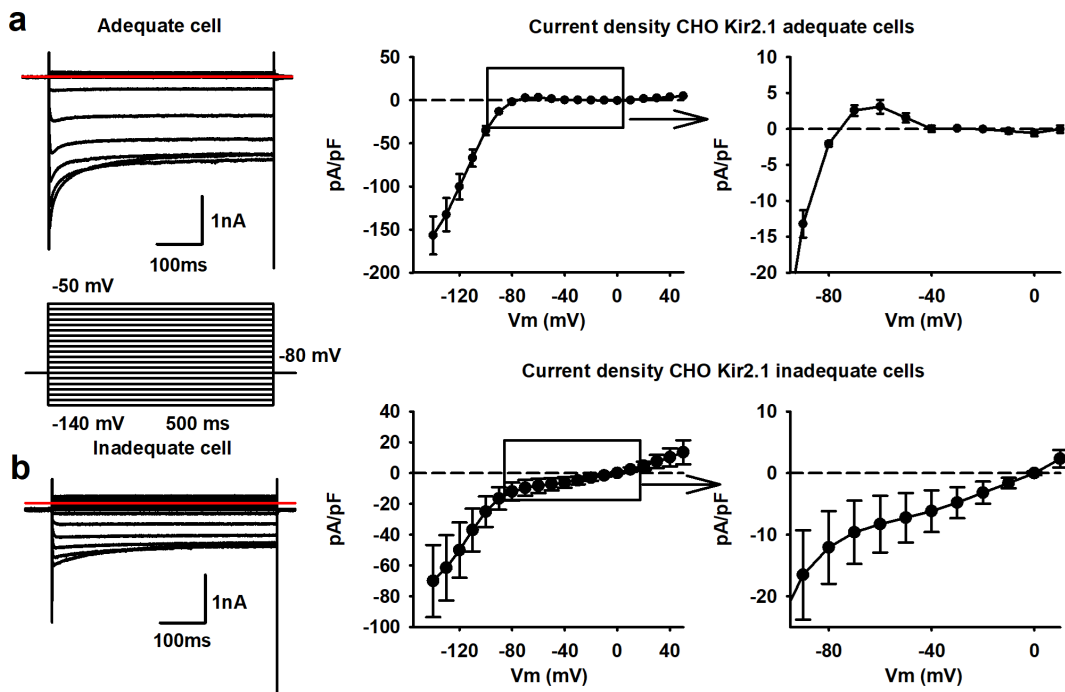 a
Adequate cell
1nA
100ms
-50 mV
-80 mV
-140 mV 500 ms
Current density CHO Kir2.1 adequate cells
50
0
-50
-100
-150
-200
pA/pF
-120 -80 -40 0 40
Vm (mV)
10
5
0
-5
-10
-15
-20
pA/pF
-80 -40 0
Vm (mV)
Inadequate cell
b
1nA
100ms
Current density CHO Kir2.1 inadequate cells
40
20
0
-20
-40
-60
-80
-100
pA/pF
-120 -80 -40 0 40
Vm (mV)
10
0
-10
-20
pA/pF
-80 -40 0
Vm (mV)